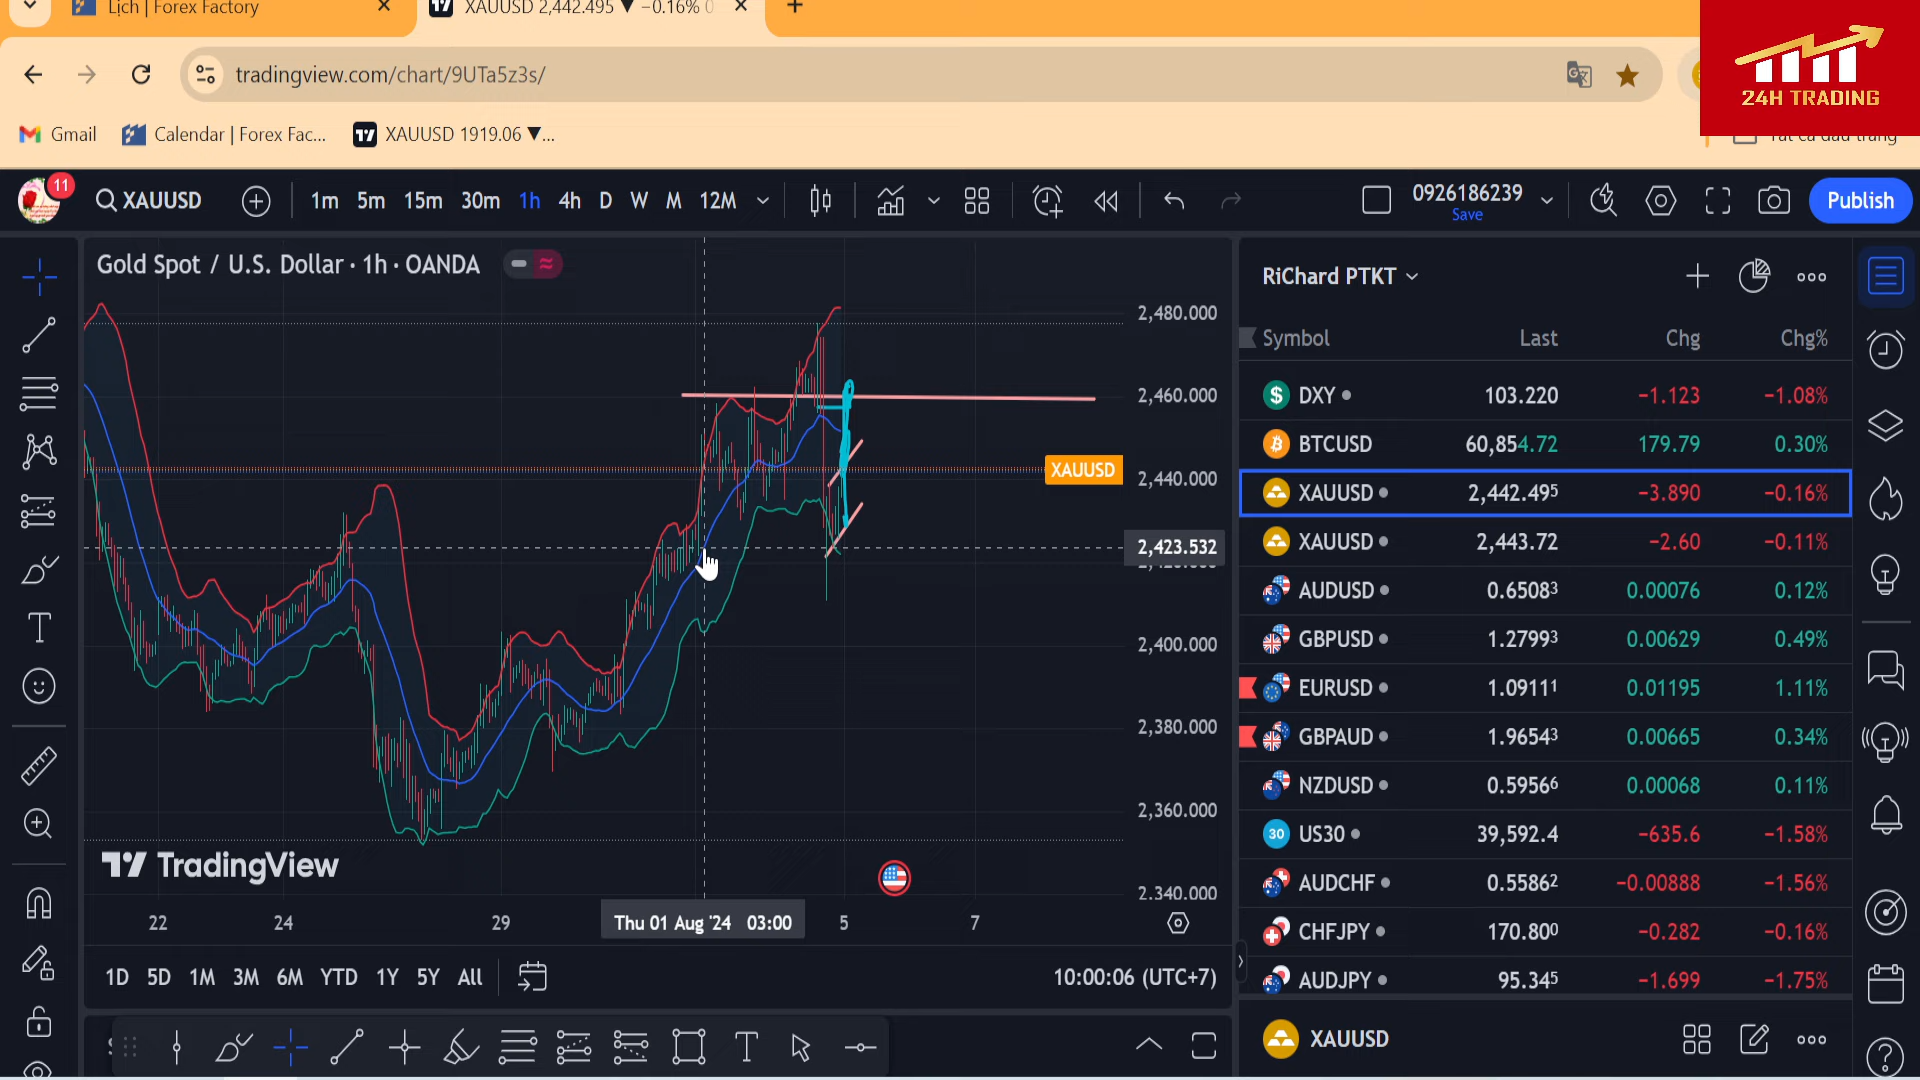 Lịch | Forex Factory
XAUUSD 2,442.495 ▼ −0.16% 0
tradingview.com/chart/9UTa5z3s/
24H TRADING
Gmail
Calendar | Forex Fac...
XAUUSD 1919.06 ▼...
11
XAUUSD
1m 5m 15m 30m 1h 4h D W M 12M
0926186239
Save
Publish
Gold Spot / U.S. Dollar · 1h · OANDA
RiChard PTKT
Symbol Last Chg Chg%
DXY 103.220 −1.123 −1.08%
BTCUSD 60,854.72 179.79 0.30%
XAUUSD 2,442.495 −3.890 −0.16%
XAUUSD 2,443.72 −2.60 −0.11%
AUDUSD 0.65083 0.00076 0.12%
GBPUSD 1.27993 0.00629 0.49%
EURUSD 1.09111 0.01195 1.11%
GBPAUD 1.96543 0.00665 0.34%
NZDUSD 0.59566 0.00068 0.11%
30 US30 39,592.4 −635.6 −1.58%
AUDCHF 0.55862 −0.00888 −1.56%
CHFJPY 170.800 −0.282 −0.16%
AUDJPY 95.345 −1.699 −1.75%
XAUUSD
2,480.000
2,460.000
XAUUSD
2,440.000
2,423.532
2,400.000
2,380.000
2,360.000
2,340.000
TradingView
22 24 29 Thu 01 Aug '24 03:00 5 7
1D 5D 1M 3M 6M YTD 1Y 5Y All
10:00:06 (UTC+7)